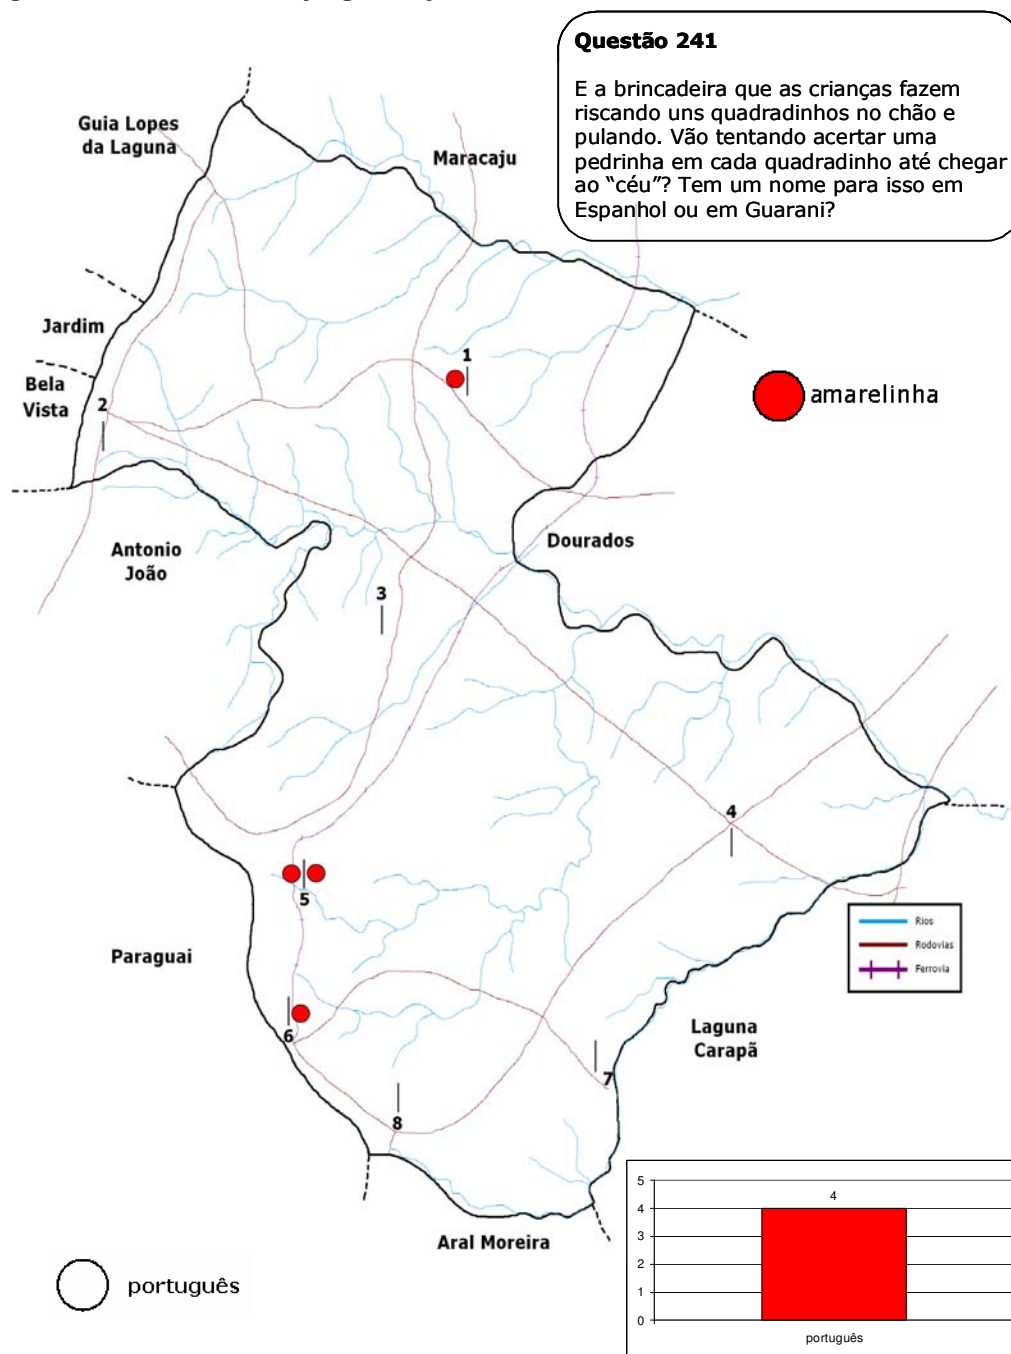 Questão 241
E a brincadeira que as crianças fazem
riscando uns quadradinhos no chão e
pulando. Vão tentando acertar uma
pedrinha em cada quadradinho até chegar
ao “céu”? Tem um nome para isso em
Espanhol ou em Guarani?
Guia Lopes
da Laguna
Maracaju
Jardim
Bela
Vista
1
amarelinha
2
Antonio
João
Dourados
3
4
5
Rios
Rodovias
Ferrovia
Paraguai
6
Laguna
Carapã
7
8
Aral Moreira
português
5
4
3
2
1
0
4
português